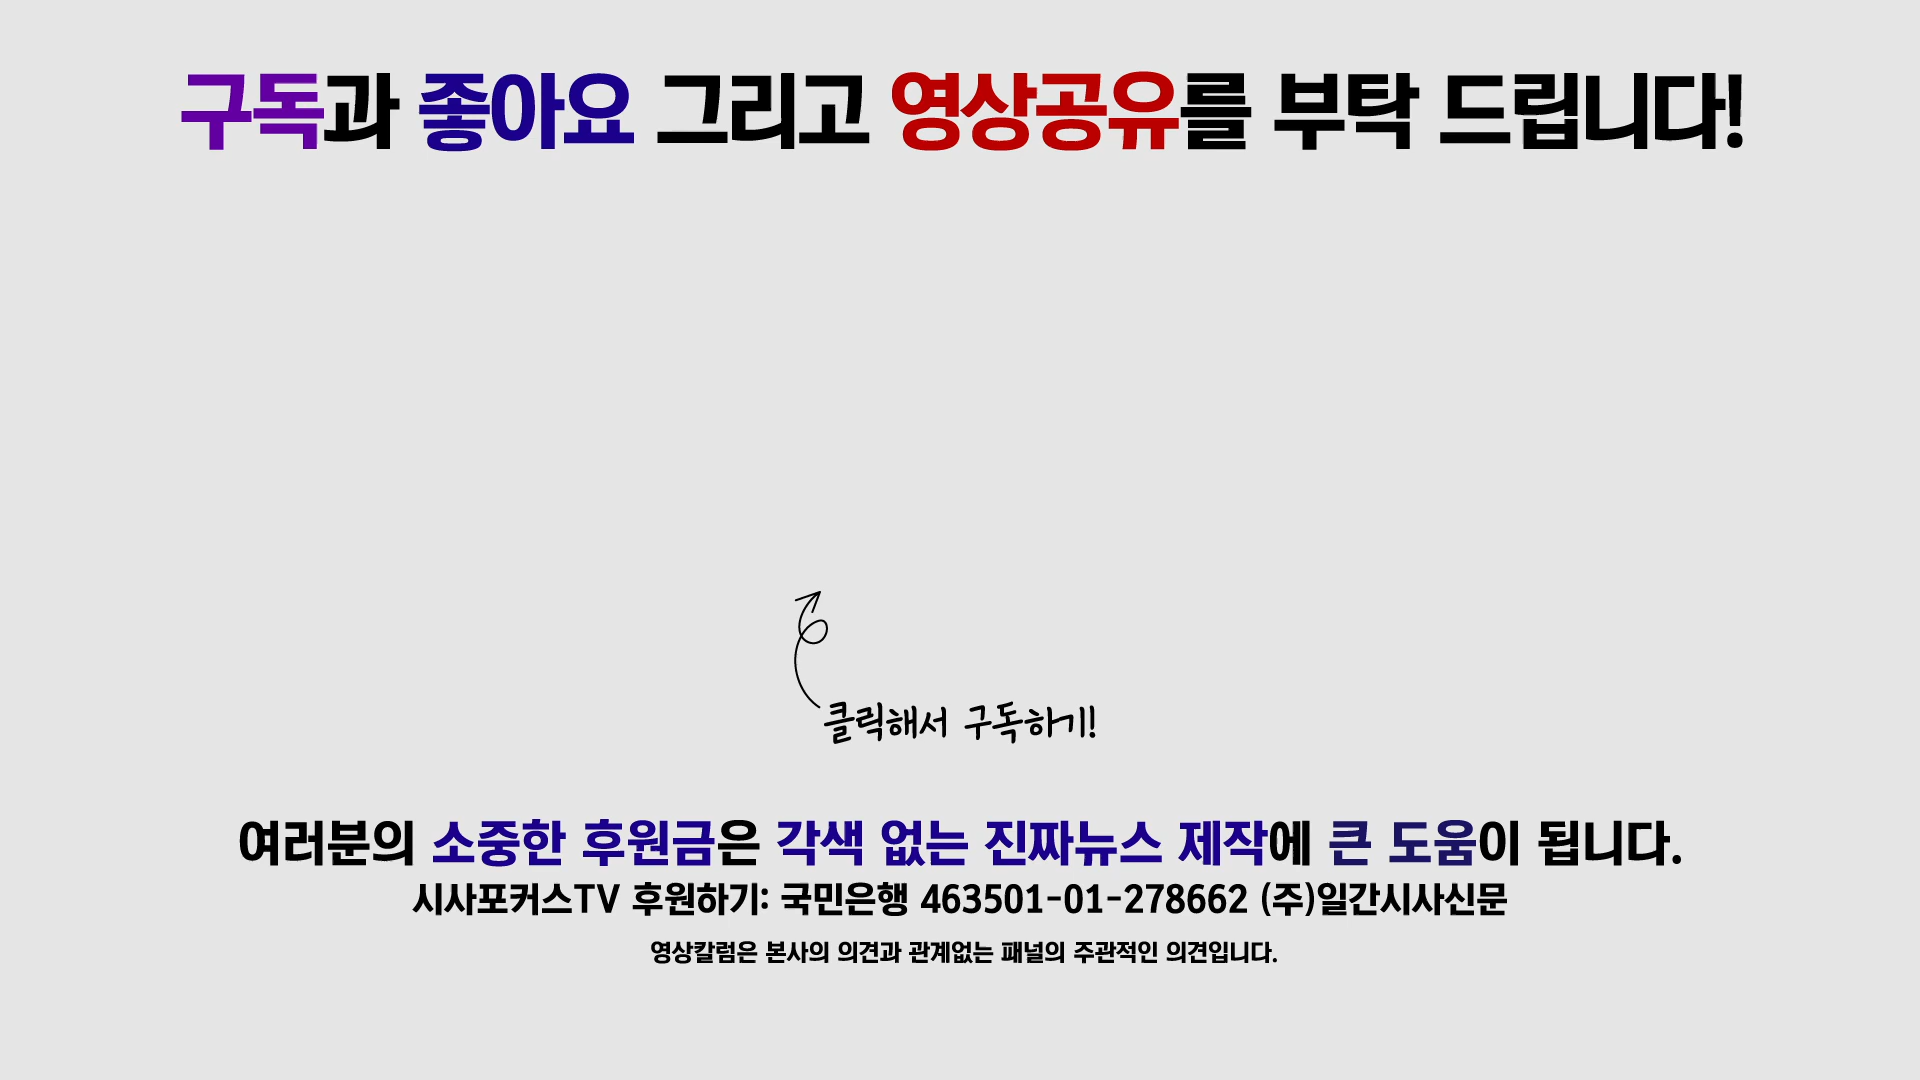 구독과 좋아요 그리고 영상공유를 부탁 드립니다!
클릭해서 구독하기!
여러분의 소중한 후원금은 각색 없는 진짜뉴스 제작에 큰 도움이 됩니다.
시사포커스TV 후원하기: 국민은행 463501-01-278662 (주)일간시사신문
영상칼럼은 본사의 의견과 관계없는 패널의 주관적인 의견입니다.